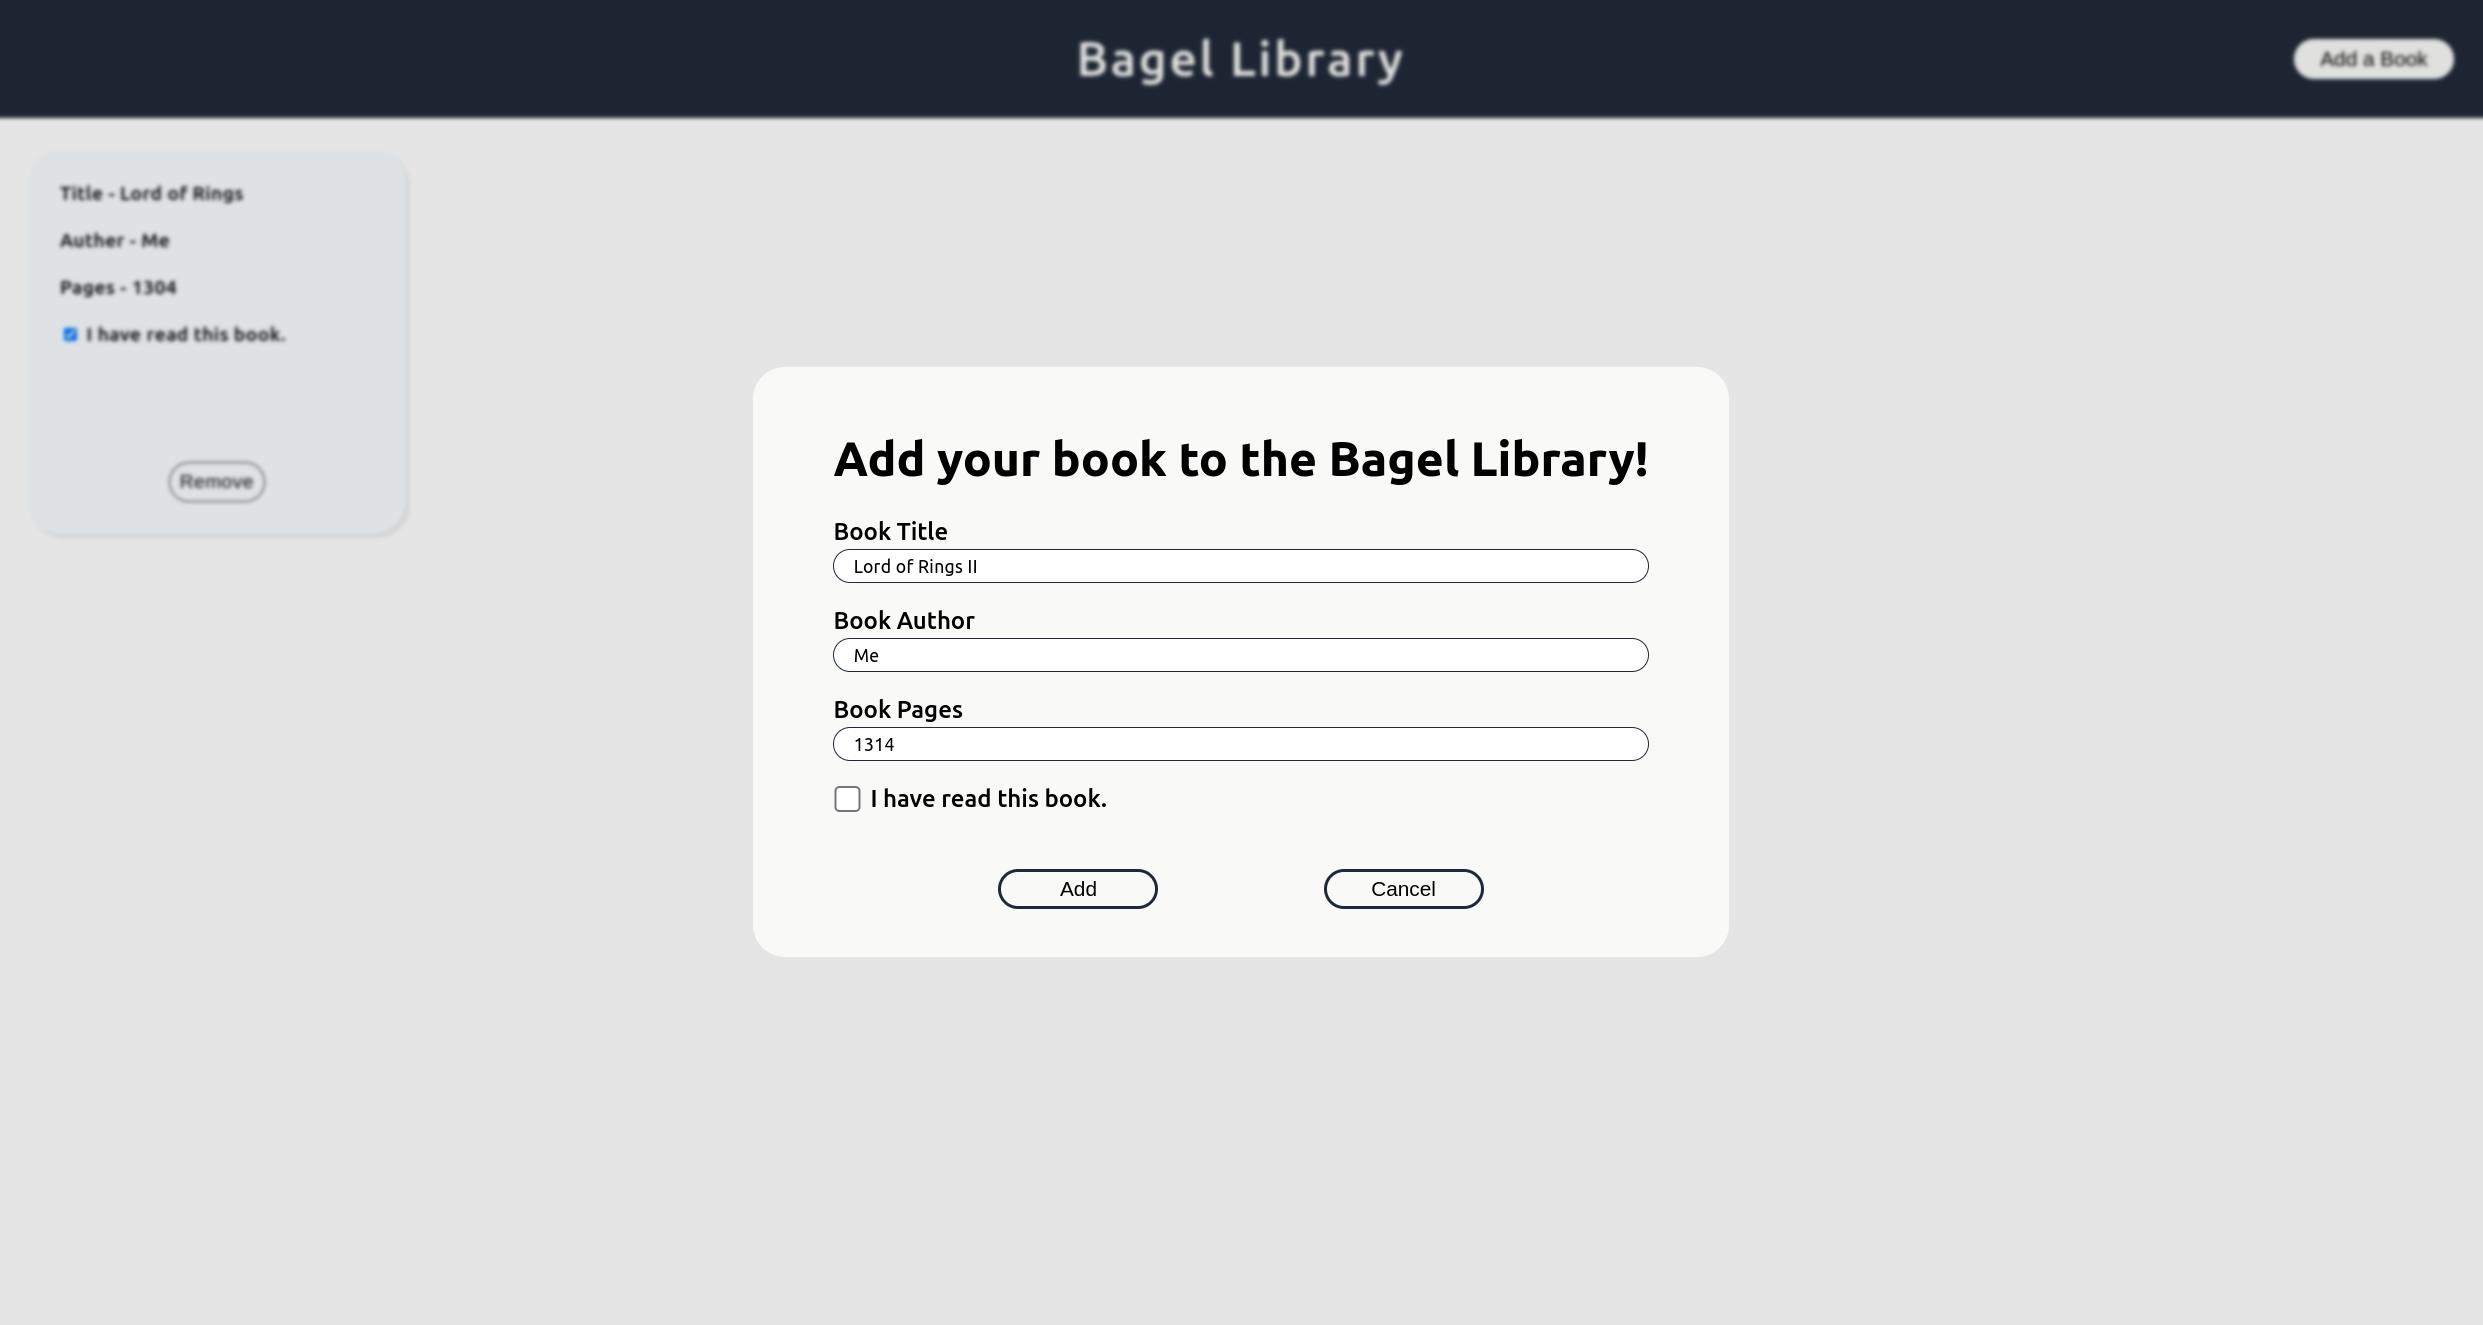 Bagel Library
Add a Book
Title - Lord of Rings
Auther - Me
Pages - 1304
I have read this book.
Remove
Add your book to the Bagel Library!
Book Title
Lord of Rings II
Book Author
Me
Book Pages
1314
I have read this book.
Add
Cancel